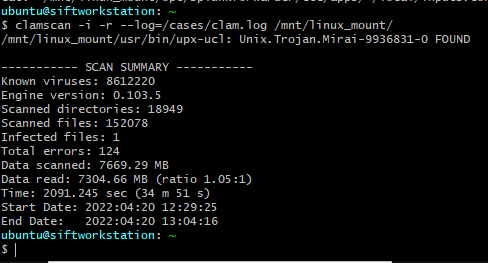 ubuntu@siftworkstation: ~
$ clamscan -i -r --log=/cases/clam.log /mnt/linux_mount/
/mnt/linux_mount/usr/bin/upx-ucl: Unix.Trojan.Mirai-9936831-0 FOUND
----------- SCAN SUMMARY -----------
Known viruses: 8612220
Engine version: 0.103.5
Scanned directories: 18949
Scanned files: 152078
Infected files: 1
Total errors: 124
Data scanned: 7669.29 MB
Data read: 7304.66 MB (ratio 1.05:1)
Time: 2091.245 sec (34 m 51 s)
Start Date: 2022:04:20 12:29:25
End Date:   2022:04:20 13:04:16
ubuntu@siftworkstation: ~
$